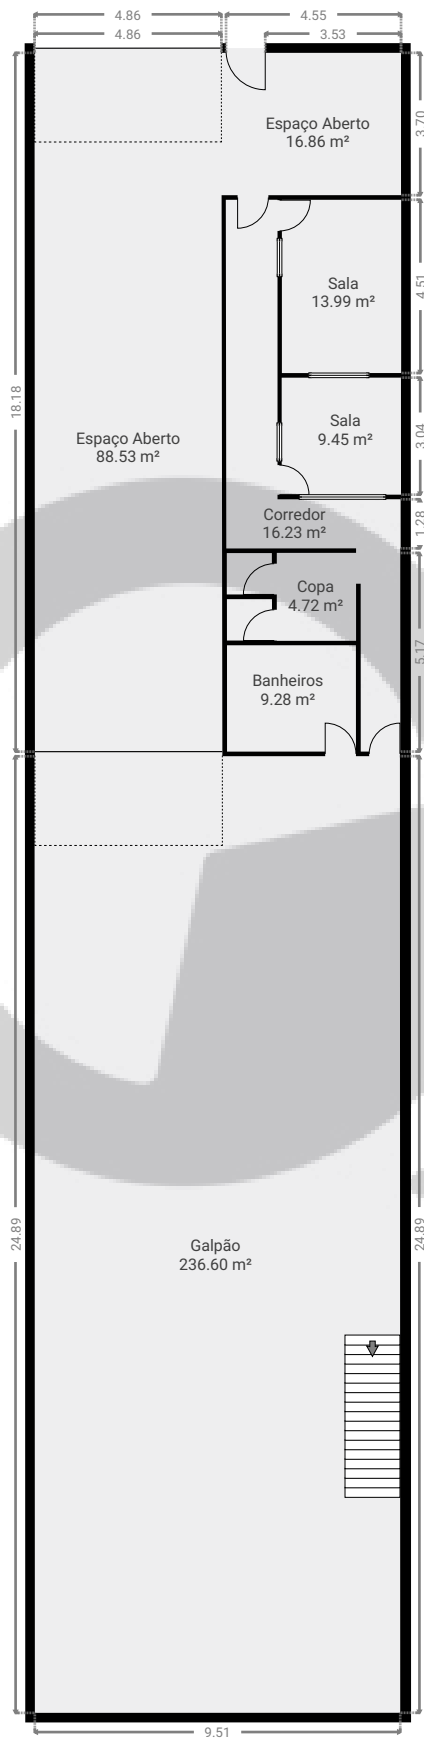 4.86
4.55
4.86
3.53
Espaço Aberto
16.86 m²
3.70
Sala
13.99 m²
4.51
18.18
Espaço Aberto
88.53 m²
Sala
9.45 m²
3.04
Corredor
16.23 m²
1.28
Copa
4.72 m²
5.17
Banheiros
9.28 m²
24.89
Galpão
236.60 m²
24.89
9.51